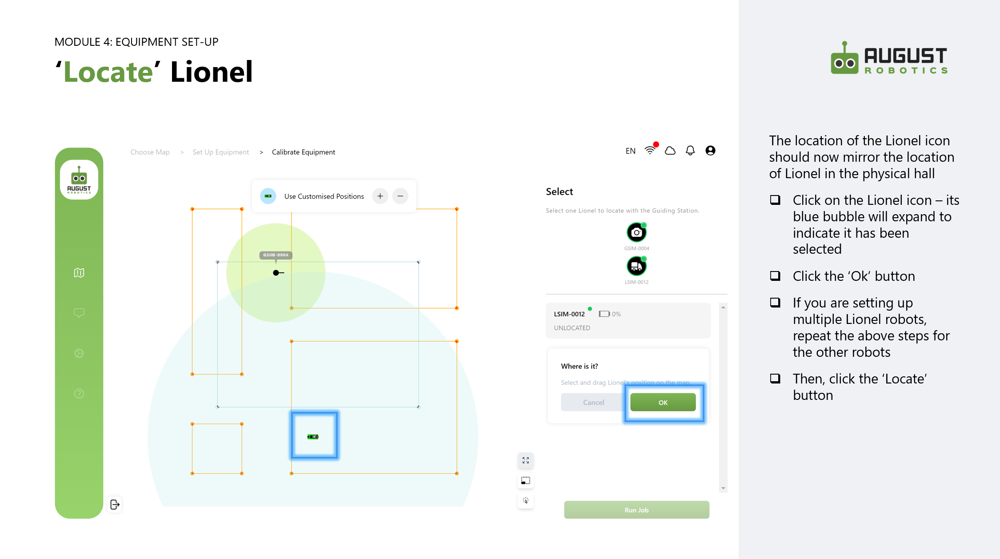 MODULE 4: EQUIPMENT SET-UP
‘Locate’ Lionel
AUGUST
ROBOTICS
Choose Map > Set Up Equipment > Calibrate Equipment
EN
AUGUST
ROBOTICS
Use Customised Positions + −
GSIM-0004
Select
Select one Lionel to locate with the Guiding Station.
GSIM-0004
LSIM-0012
LSIM-0012 0%
UNLOCATED
Where is it?
Select and drag Lionel's position on the map.
Cancel OK
Run Job
The location of the Lionel icon
should now mirror the location
of Lionel in the physical hall
❑ Click on the Lionel icon – its
blue bubble will expand to
indicate it has been
selected
❑ Click the ‘Ok’ button
❑ If you are setting up
multiple Lionel robots,
repeat the above steps for
the other robots
❑ Then, click the ‘Locate’
button